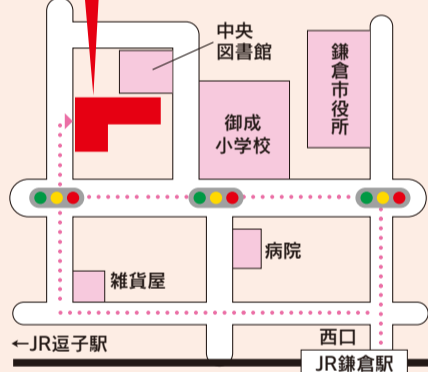 中央
図書館
鎌倉市役所
御成
小学校
病院
雑貨屋
←JR逗子駅
西口
JR鎌倉駅